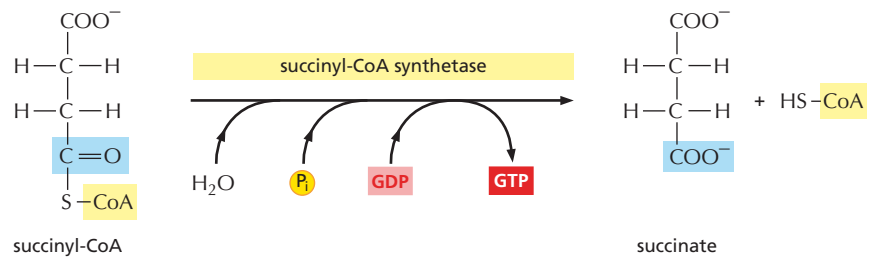 COO⁻
H—C—H
H—C—H
C=O
S–CoA
succinyl-CoA
succinyl-CoA synthetase
H₂O
Pᵢ
GDP
GTP
COO⁻
H—C—H
H—C—H
COO⁻
+ HS–CoA
succinate